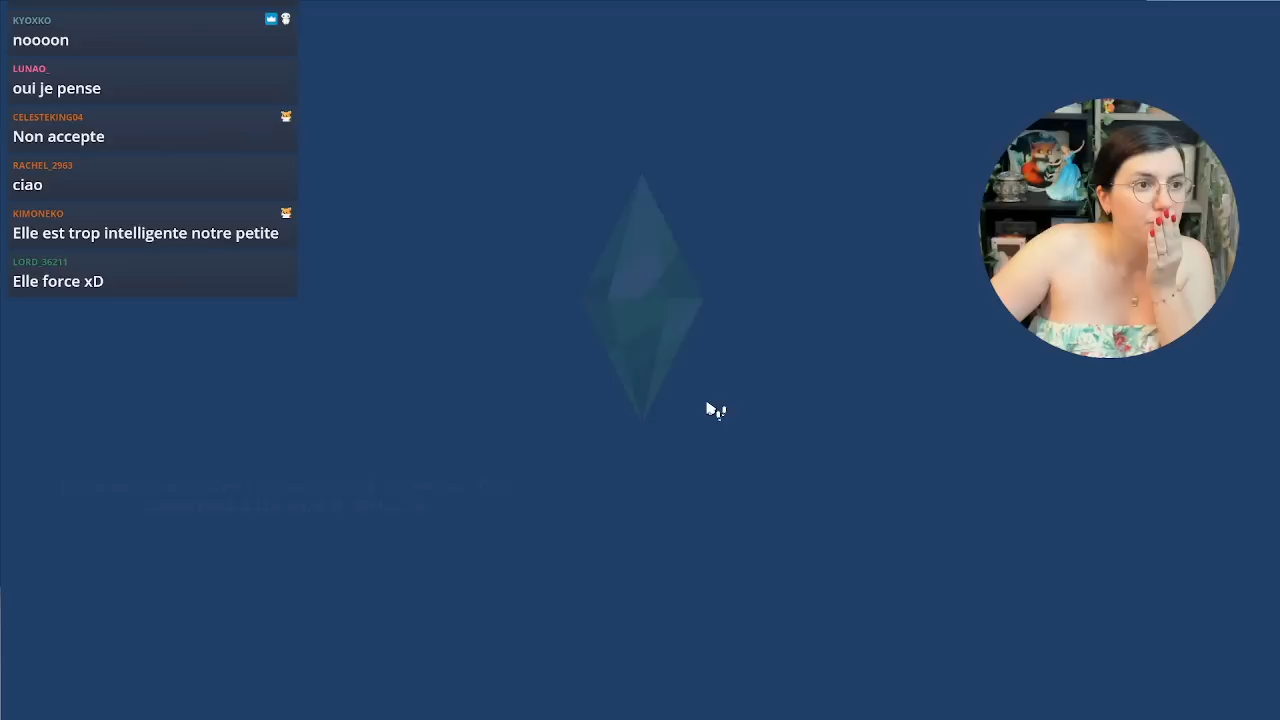 KYOXKO
noooon
LUNAO_
oui je pense
CELESTEKING04
Non accepte
RACHEL_2963
ciao
KIMONEKO
Elle est trop intelligente notre petite
LORD_36211
Elle force xD